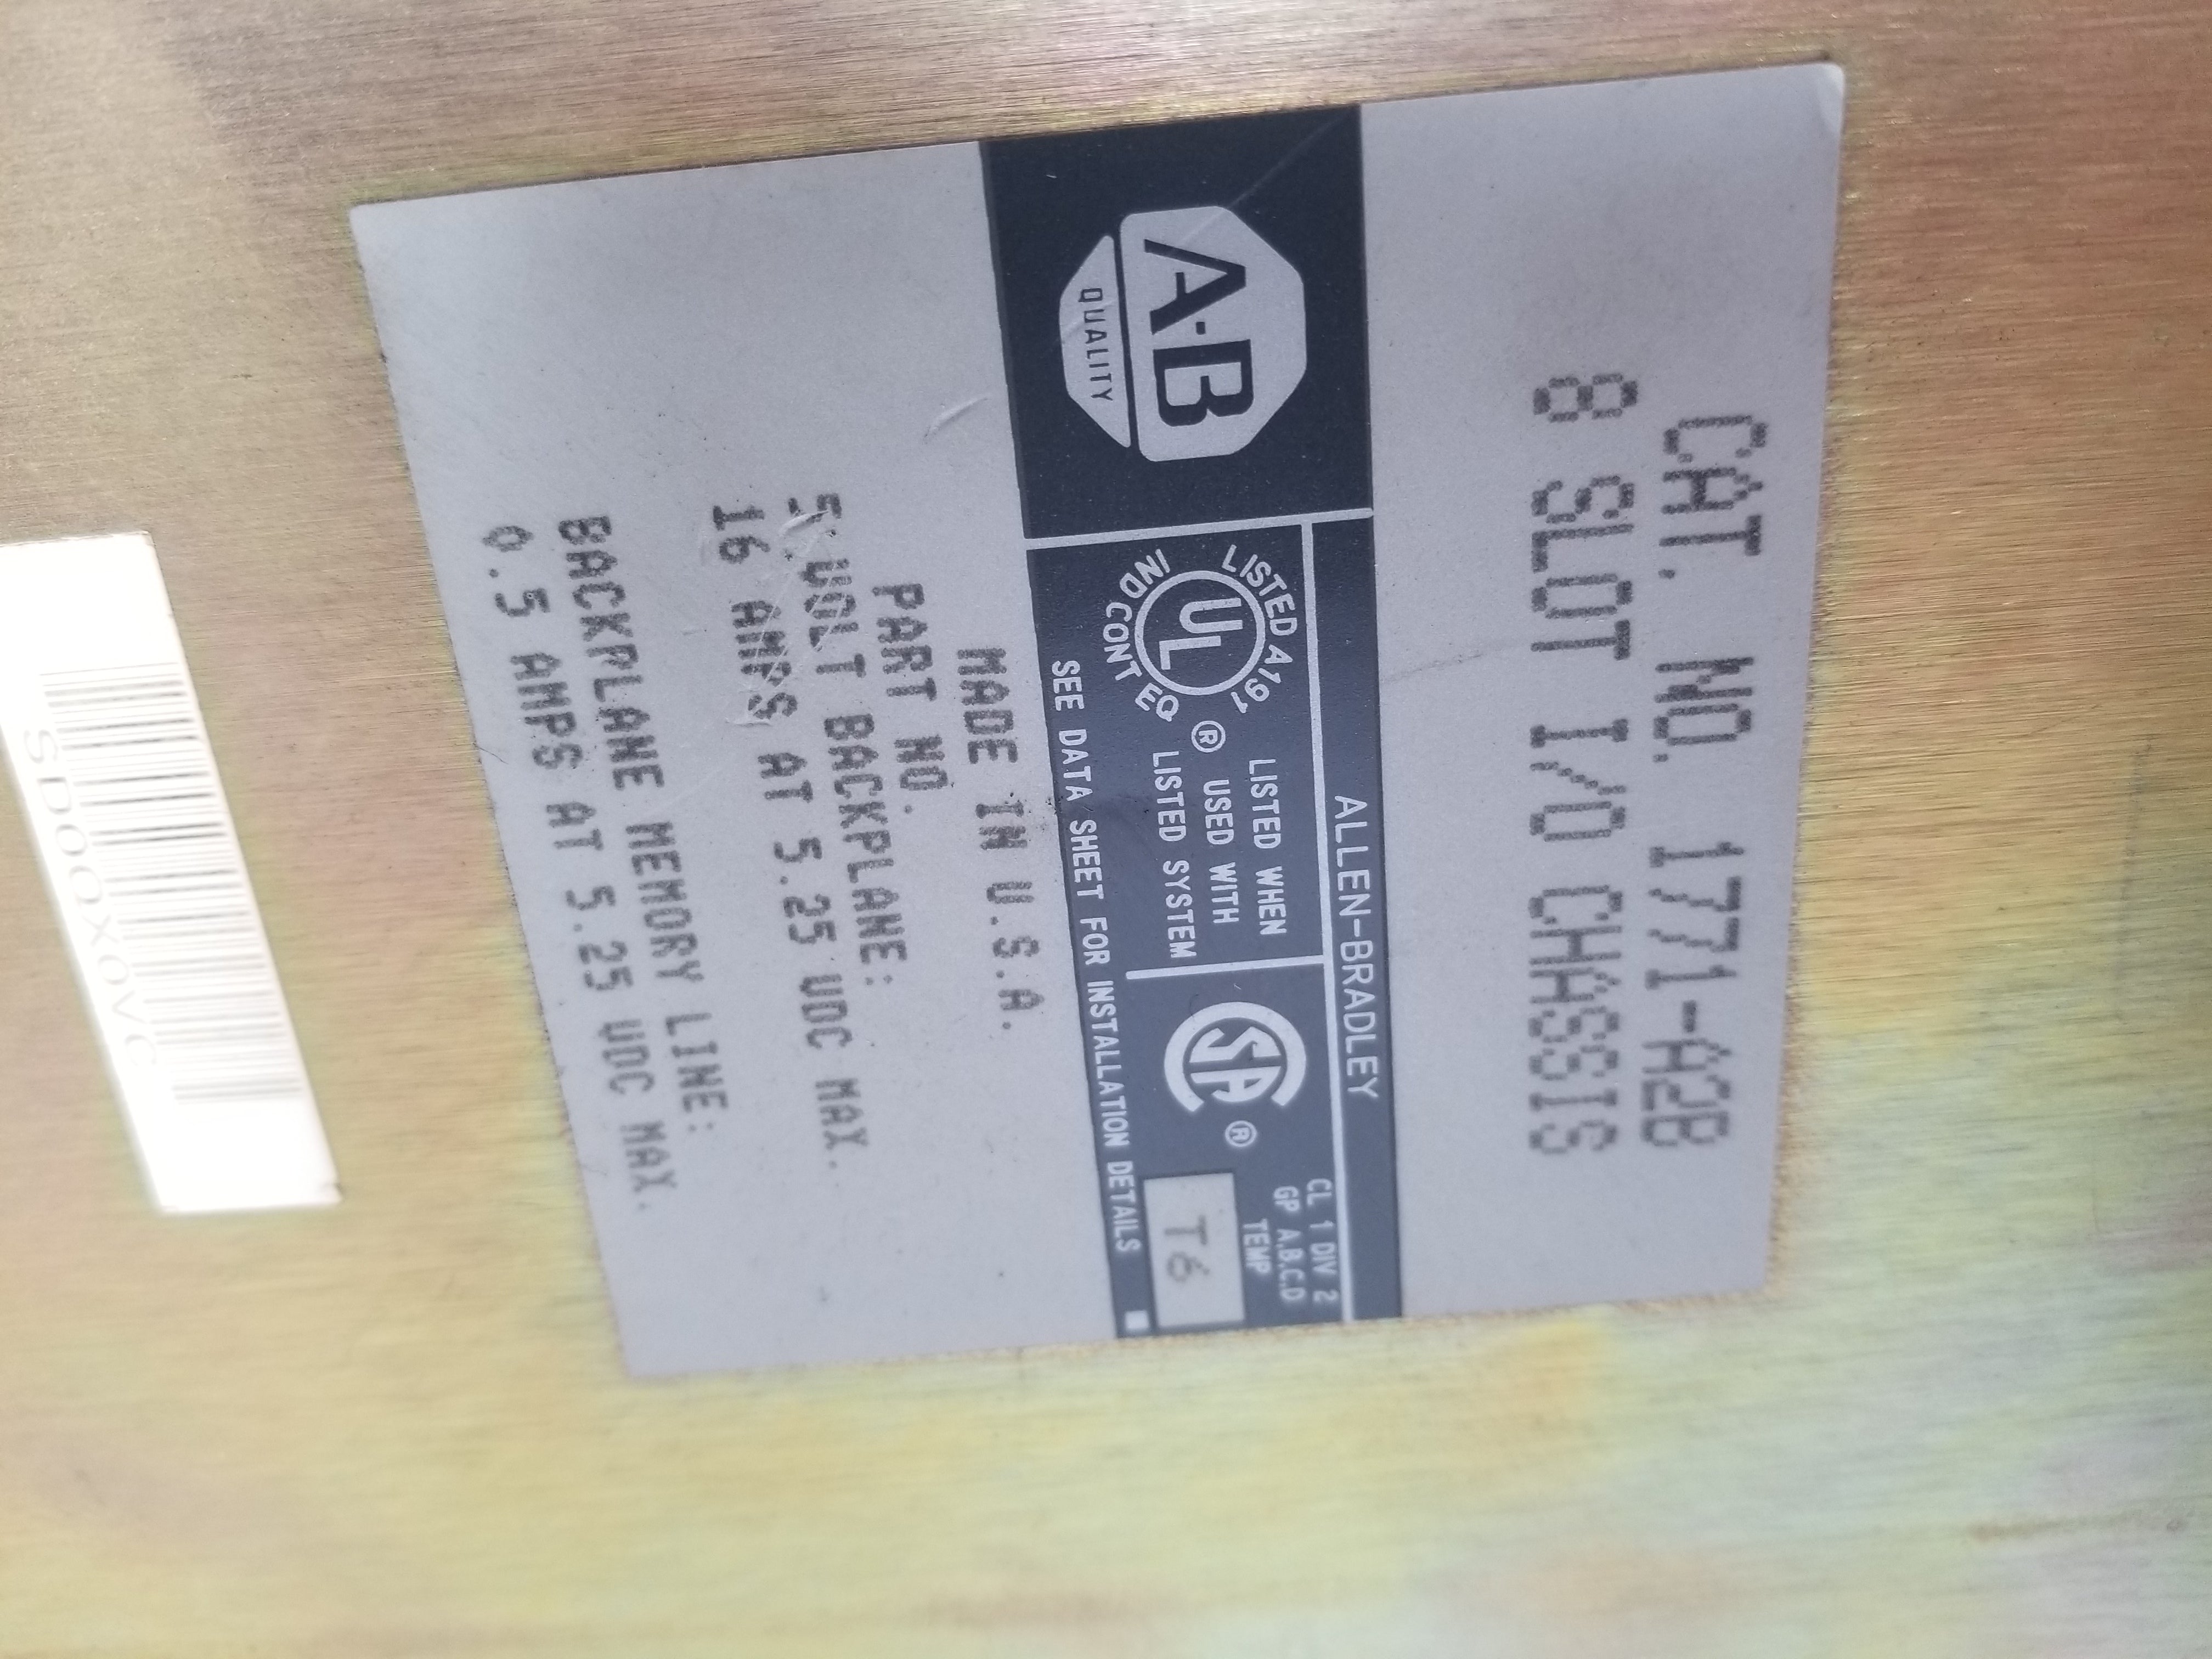 CAT. NO. 1771-A2B
8 SLOT I/O CHASSIS
ALLEN-BRADLEY
A-B
QUALITY
LISTED A191
UL
IND CONT EQ
®
LISTED WHEN
USED WITH
LISTED SYSTEM
SA
®
CL 1 DIV 2
GP A,B,C,D
TEMP
T6
SEE DATA SHEET FOR INSTALLATION DETAILS
MADE IN U.S.A.
PART NO.
5 VOLT BACKPLANE:
16 AMPS AT 5.25 VDC MAX.
BACKPLANE MEMORY LINE:
0.5 AMPS AT 5.25 VDC MAX.
SD00X0VC